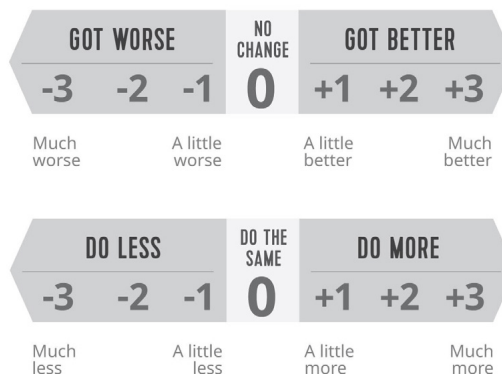 GOT WORSE
NO
CHANGE
GOT BETTER
-3 -2 -1 0 +1 +2 +3
Much
worse
A little
worse
A little
better
Much
better
DO LESS
DO THE
SAME
DO MORE
-3 -2 -1 0 +1 +2 +3
Much
less
A little
less
A little
more
Much
more